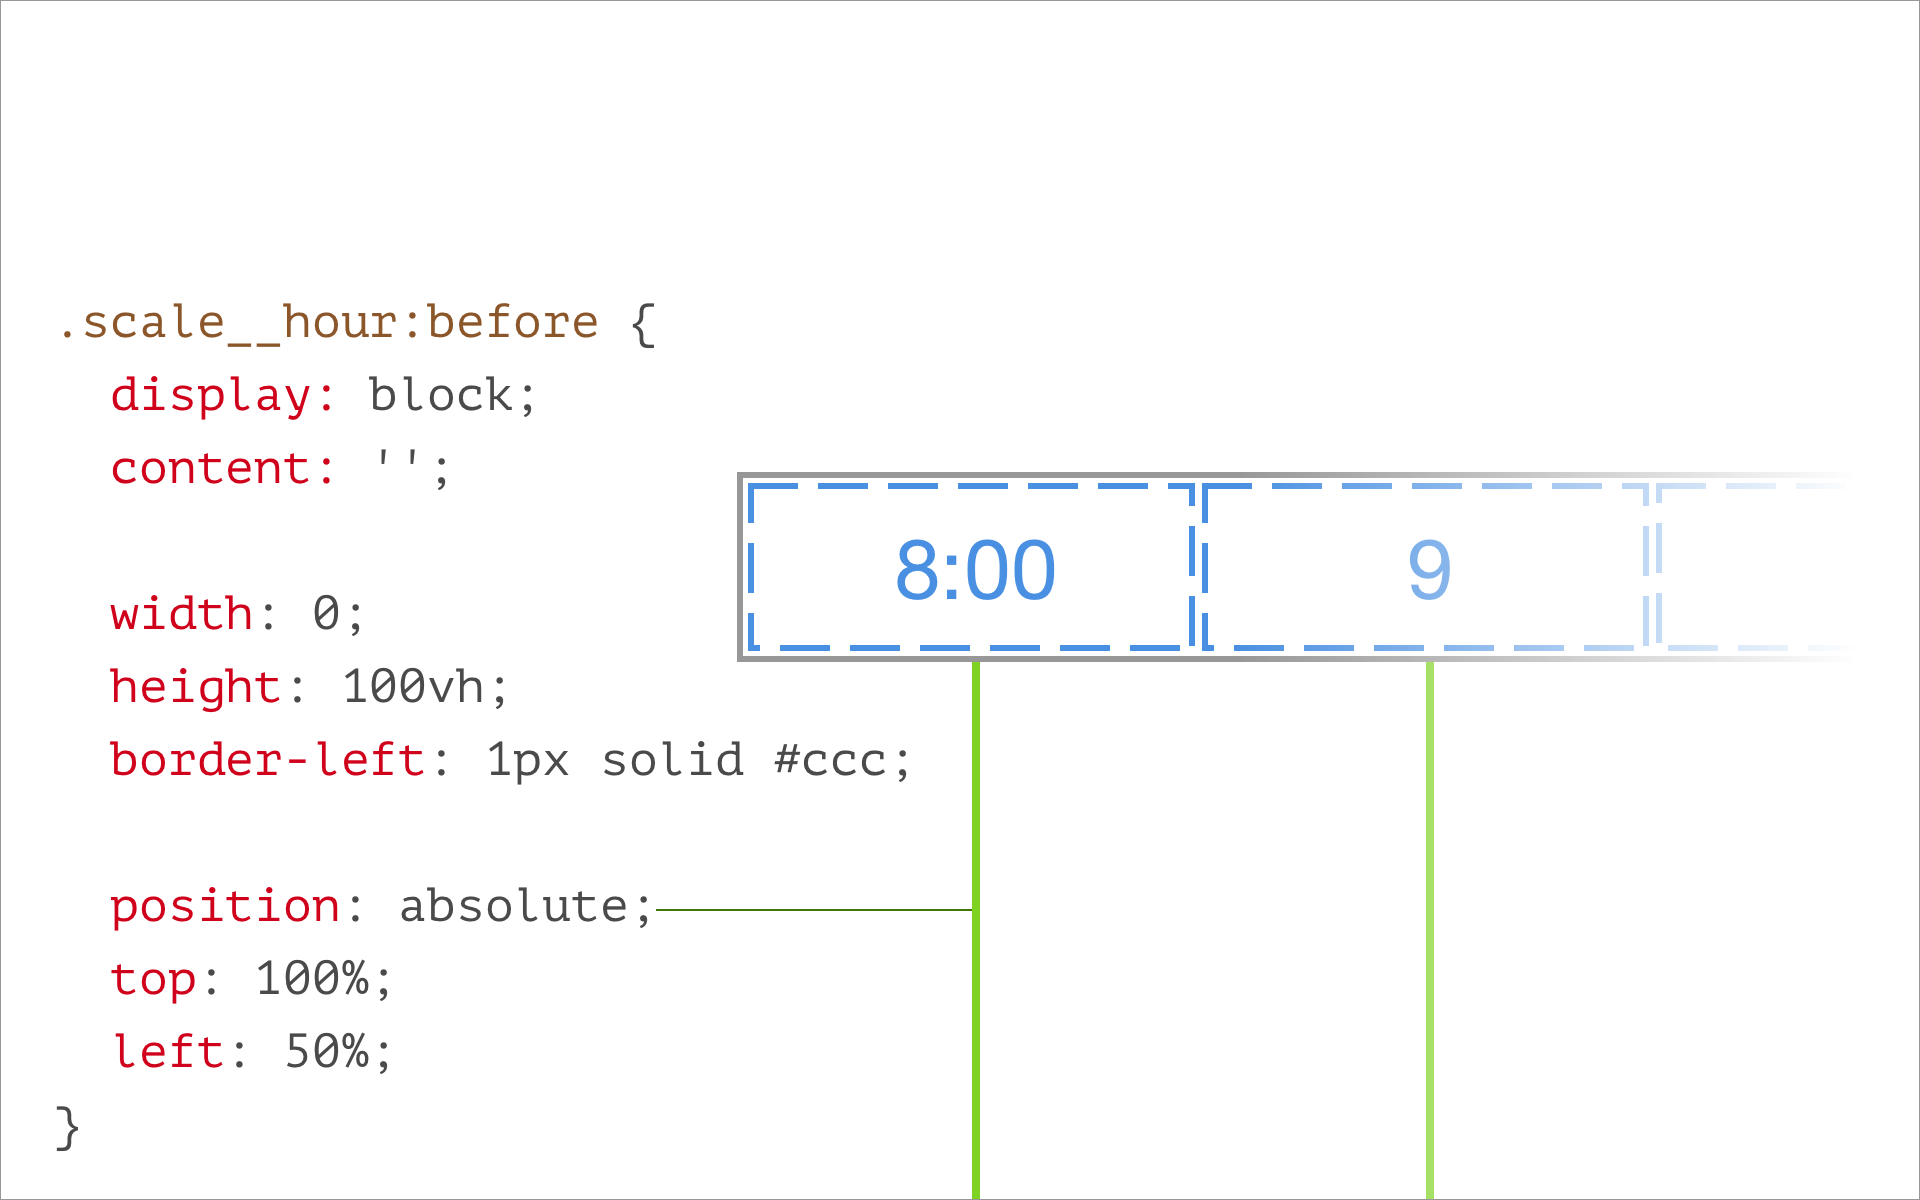 .scale__hour:before {
display: block;
content: '';
8:00 9
width: 0;
height: 100vh;
border-left: 1px solid #ccc;
position: absolute;
top: 100%;
left: 50%;
}